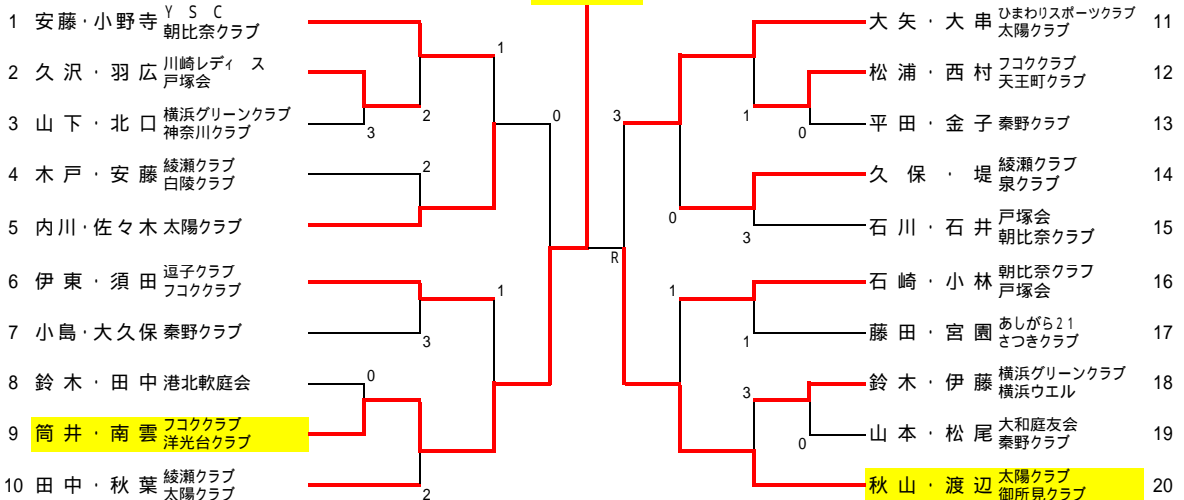 1 安藤・小野寺 Y S C
朝比奈クラブ
2 久沢・羽広 川崎レディ ス
戸塚会
3 山下・北口 横浜グリーンクラブ
神奈川クラブ
4 木戸・安藤 綾瀬クラブ
白陵クラブ
5 内川・佐々木 太陽クラブ
6 伊東・須田 逗子クラブ
フコククラブ
7 小島・大久保 秦野クラブ
8 鈴木・田中 港北軟庭会
9 筒井・南雲 フコククラブ
洋光台クラブ
10 田中・秋葉 綾瀬クラブ
太陽クラブ
1
2
3
2
0
1
3
0
2
R
3
1
0
0
3
1
1
3
0
大矢・大串 ひまわりスポーツクラブ 11
太陽クラブ
松浦・西村 フコククラブ 12
天王町クラブ
平田・金子 秦野クラブ 13
久保・堤 綾瀬クラブ 14
泉クラブ
石川・石井 戸塚会 15
朝比奈クラブ
石崎・小林 朝比奈クラフ 16
戸塚会
藤田・宮園 あしがら21 17
さつきクラブ
鈴木・伊藤 横浜グリーンクラブ 18
横浜ウエル
山本・松尾 大和庭友会 19
秦野クラブ
秋山・渡辺 太陽クラブ 20
御所見クラブ